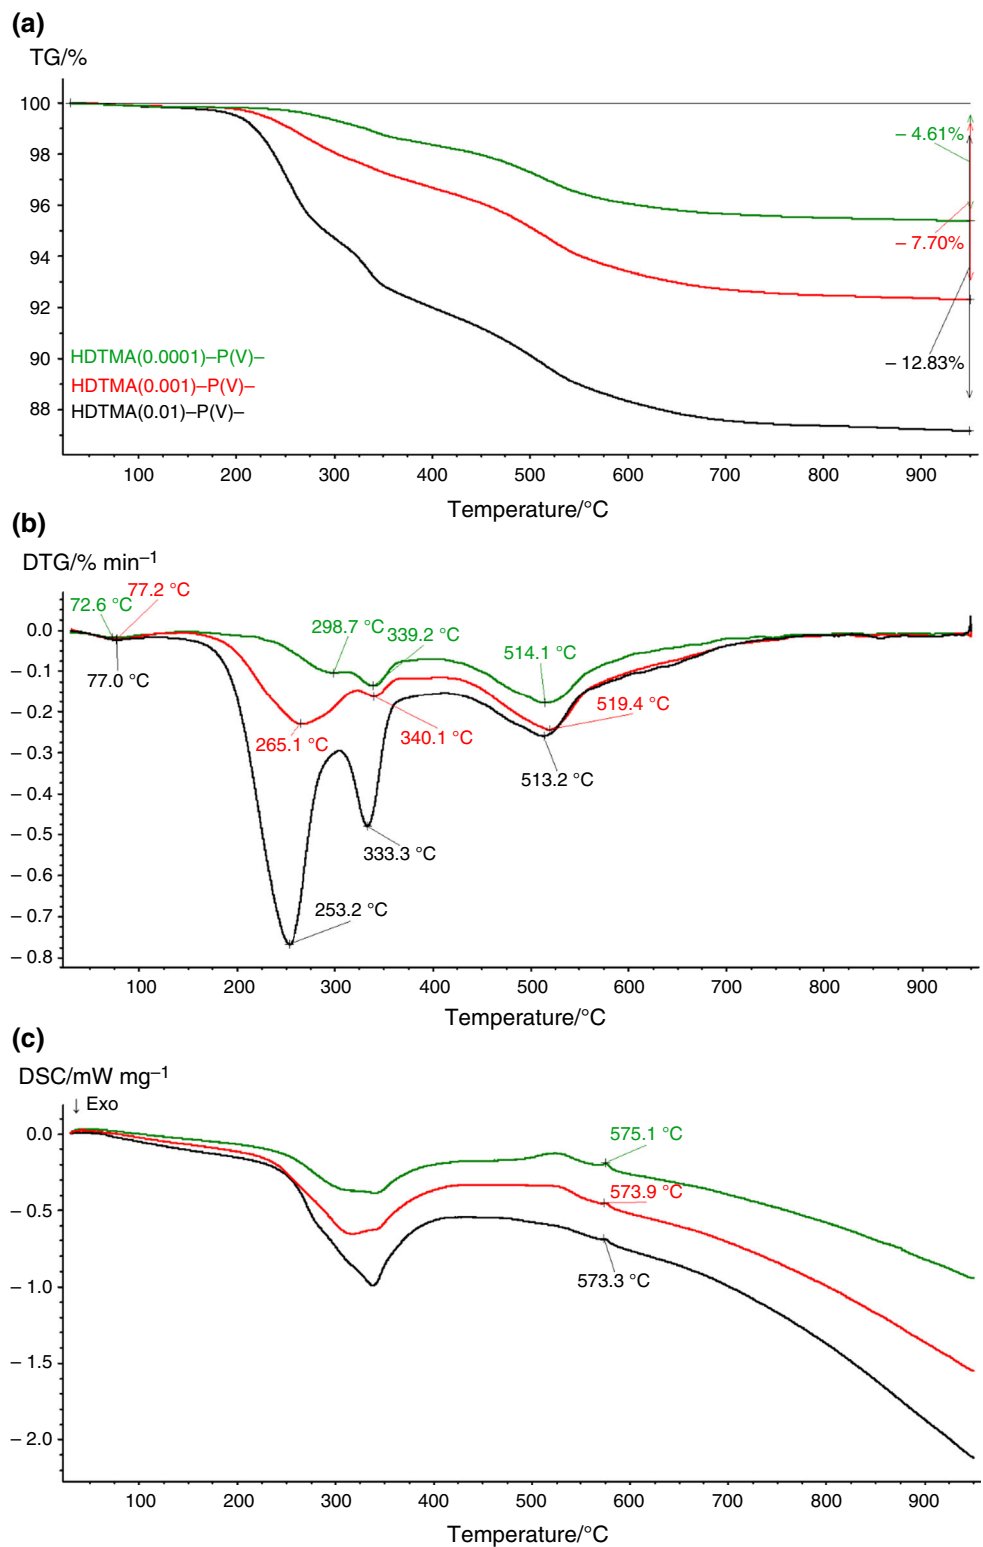 (a)
TG/%
100
98
96
94
92
90
88
– 4.61%
– 7.70%
– 12.83%
HDTMA(0.0001)–P(V)–
HDTMA(0.001)–P(V)–
HDTMA(0.01)–P(V)–
100 200 300 400 500 600 700 800 900
Temperature/°C
(b)
DTG/% min–1
0.0
– 0.1
– 0.2
– 0.3
– 0.4
– 0.5
– 0.6
– 0.7
– 0.8
72.6 °C
77.2 °C
77.0 °C
298.7 °C
339.2 °C
514.1 °C
265.1 °C
340.1 °C
519.4 °C
513.2 °C
333.3 °C
253.2 °C
100 200 300 400 500 600 700 800 900
Temperature/°C
(c)
DSC/mW mg–1
↓ Exo
0.0
– 0.5
– 1.0
– 1.5
– 2.0
575.1 °C
573.9 °C
573.3 °C
100 200 300 400 500 600 700 800 900
Temperature/°C